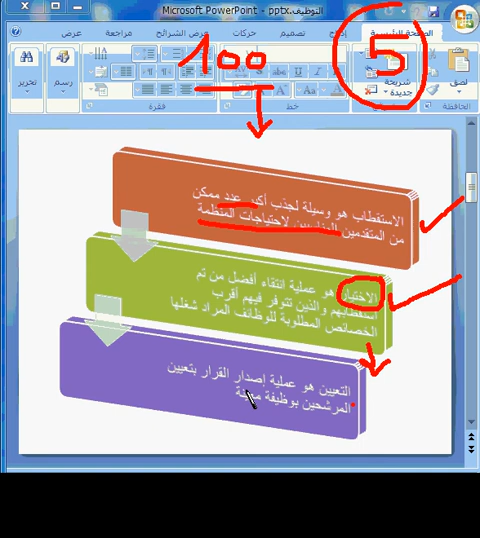 Microsoft PowerPoint - pptx.التوظيف
الصفحة الرئيسية إدراج تصميم حركات عرض الشرائح مراجعة عرض
لصق
شريحة جديدة
رسم
تحرير
الحافظة
خط
فقرة
5
100
الاستقطاب هو وسيلة لجذب أكبر عدد ممكن
من المتقدمين المناسبين لاحتياجات المنظمة
الاختيار هو عملية انتقاء أفضل من تم
استقطابهم والذين تتوفر فيهم أقرب
الخصائص المطلوبة للوظائف المراد شغلها
التعيين هو عملية إصدار القرار بتعيين
المرشحين بوظيفة معينة